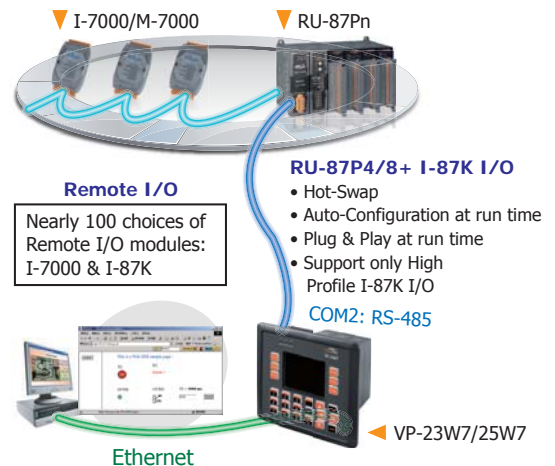 I-7000/M-7000
RU-87Pn
RU-87P4/8+ I-87K I/O
• Hot-Swap
• Auto-Configuration at run time
• Plug & Play at run time
• Support only High
Profile I-87K I/O
Remote I/O
Nearly 100 choices of
Remote I/O modules:
I-7000 & I-87K
COM2: RS-485
VP-23W7/25W7
Ethernet